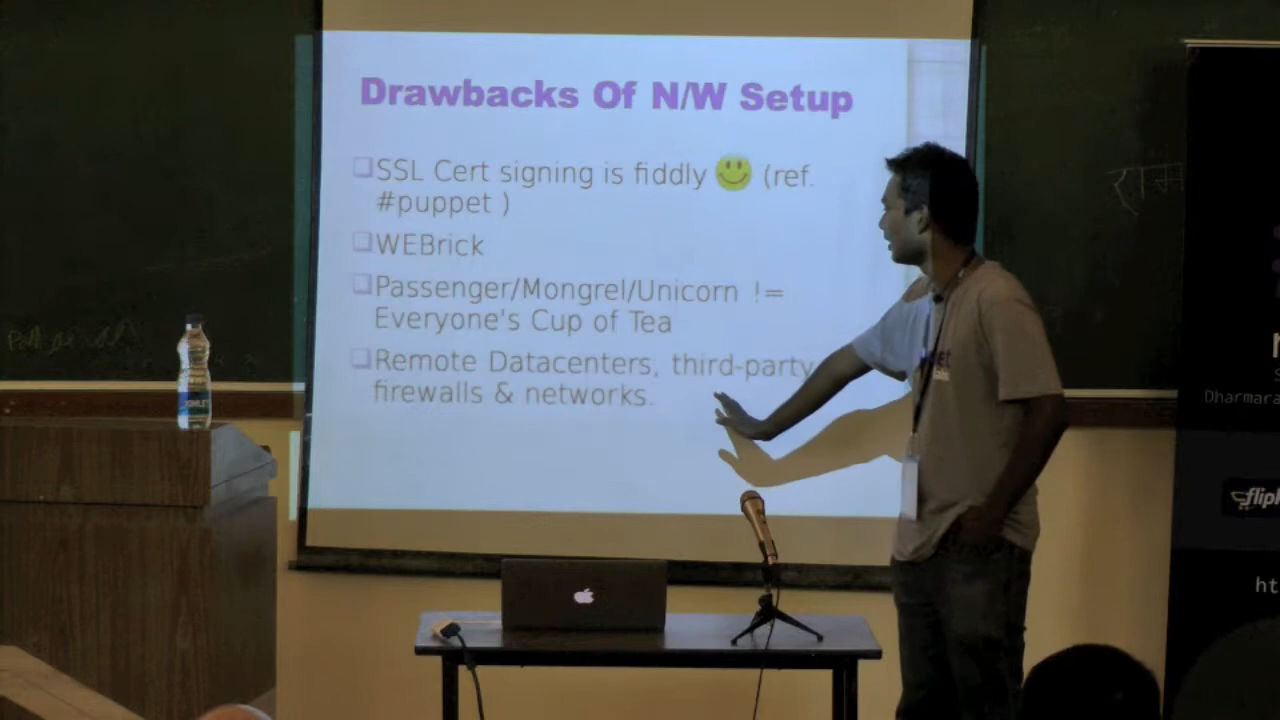 Drawbacks Of N/W Setup
SSL Cert signing is fiddly (ref.
#puppet )
WEBrick
Passenger/Mongrel/Unicorn !=
Everyone's Cup of Tea
Remote Datacenters, third-party
firewalls & networks.
राम
Dharmara
flipk
ht